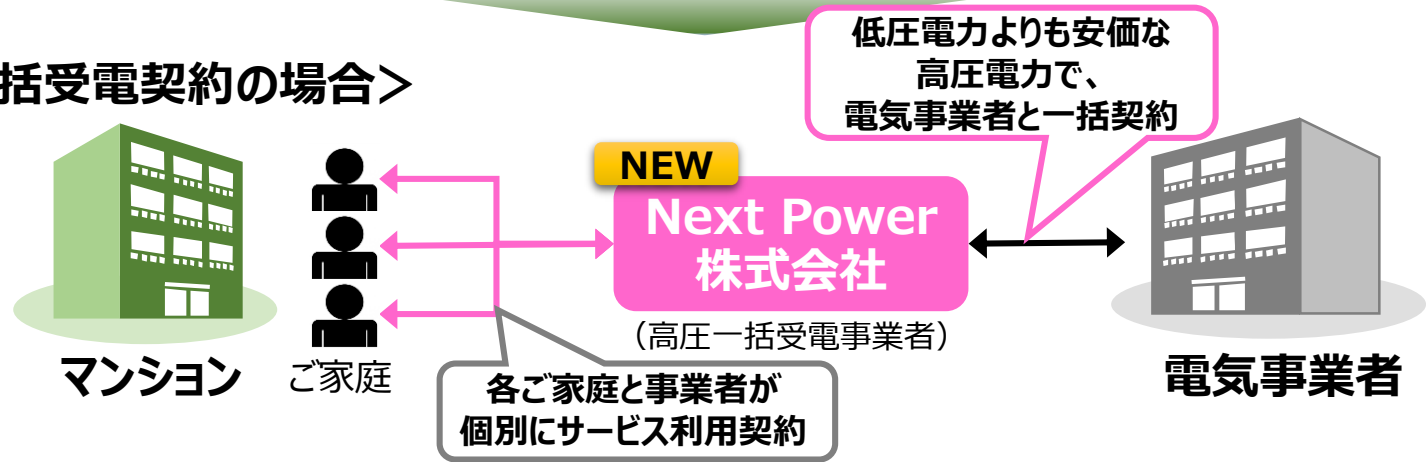 括受電契約の場合＞
低圧電力よりも安価な
高圧電力で、
電気事業者と一括契約
NEW
Next Power
株式会社
（高圧一括受電事業者）
マンション
ご家庭
各ご家庭と事業者が
個別にサービス利用契約
電気事業者